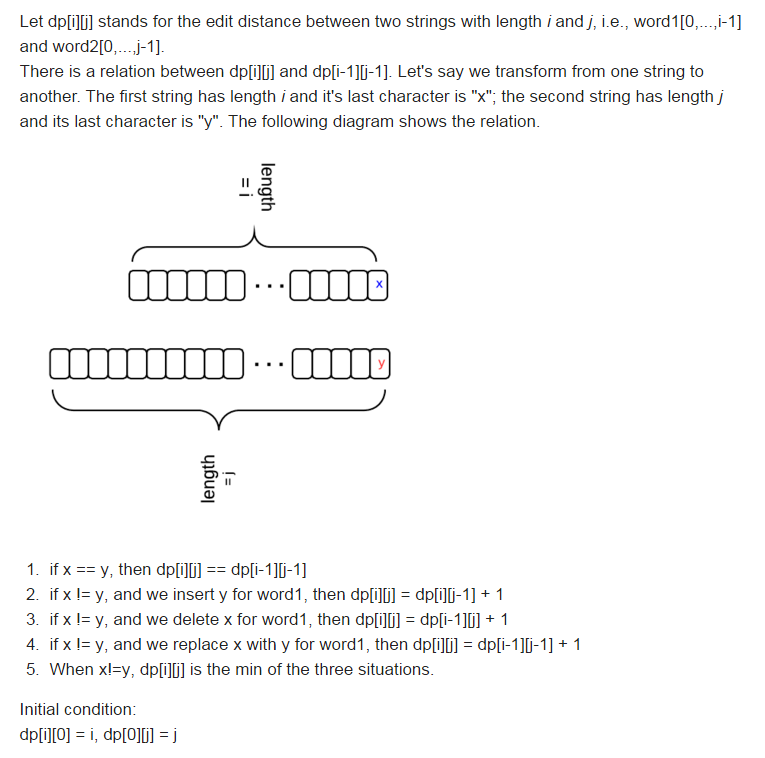 Let dp[i][j] stands for the edit distance between two strings with length i and j, i.e., word1[0,...,i-1]
and word2[0,...,j-1].
There is a relation between dp[i][j] and dp[i-1][j-1]. Let's say we transform from one string to
another. The first string has length i and it's last character is "x"; the second string has length j
and its last character is "y". The following diagram shows the relation.
length
= i
...
x
...
y
length
= j
1. if x == y, then dp[i][j] == dp[i-1][j-1]
2. if x != y, and we insert y for word1, then dp[i][j] = dp[i][j-1] + 1
3. if x != y, and we delete x for word1, then dp[i][j] = dp[i-1][j] + 1
4. if x != y, and we replace x with y for word1, then dp[i][j] = dp[i-1][j-1] + 1
5. When x!=y, dp[i][j] is the min of the three situations.
Initial condition:
dp[i][0] = i, dp[0][j] = j